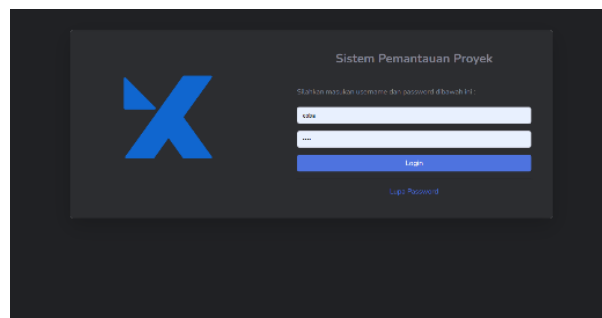 Sistem Pemantauan Proyek
Silahkan masukan username dan password dibawah ini :
Login
Lupa Password